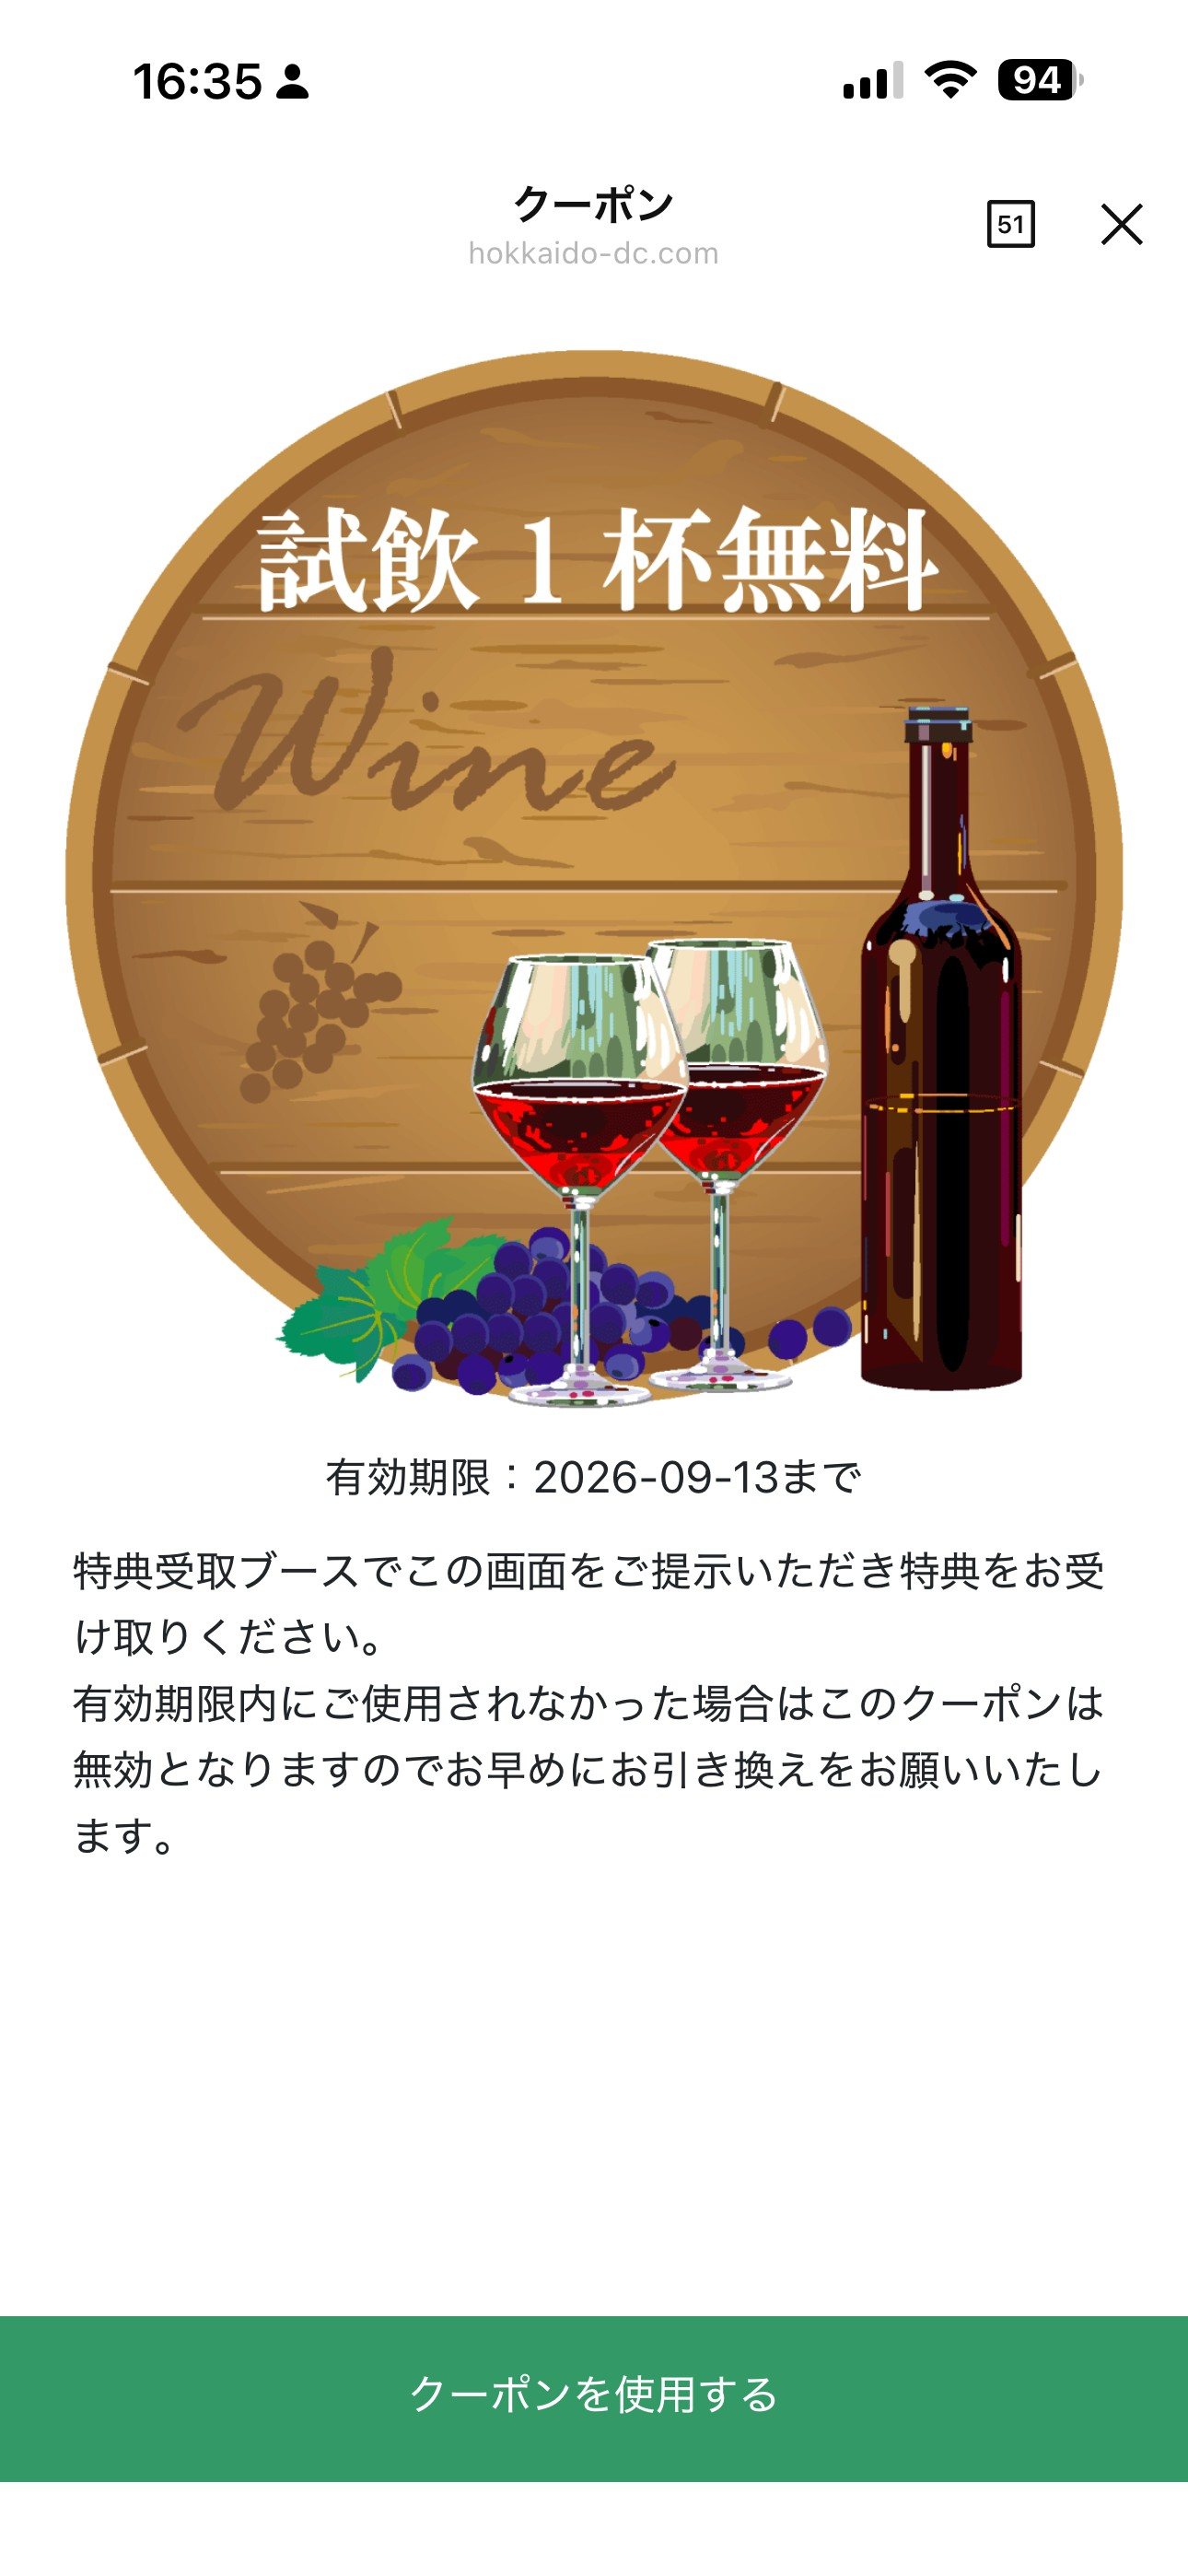 16:35
94
クーポン
hokkaido-dc.com
51
試飲1杯無料
Wine
有効期限：2026-09-13まで
特典受取ブースでこの画面をご提示いただき特典をお受
け取りください。
有効期限内にご使用されなかった場合はこのクーポンは
無効となりますのでお早めにお引き換えをお願いいたし
ます。
クーポンを使用する